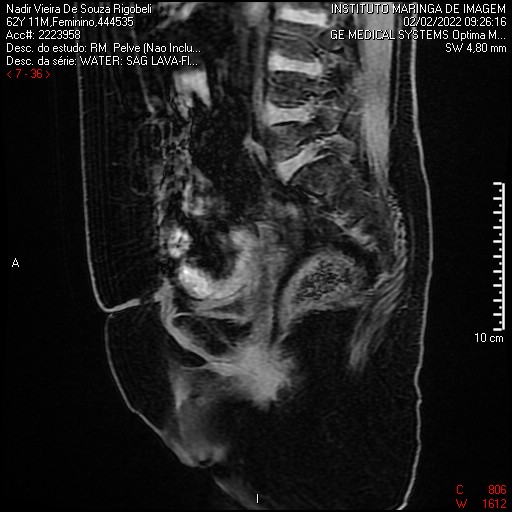 Nadir Vieira De Souza Rigobeli
62Y 11M,Feminino,444535
Acc#: 2223958
Desc. do estudo: RM Pelve (Nao Inclu...
Desc. da série: WATER: SAG LAVA-Fl...
< 7 - 36 >
INSTITUTO MARINGA DE IMAGEM
02/02/2022 09:26:16
GE MEDICAL SYSTEMS Optima M...
SW 4,80 mm
A
10 cm
I
C 806
W 1612